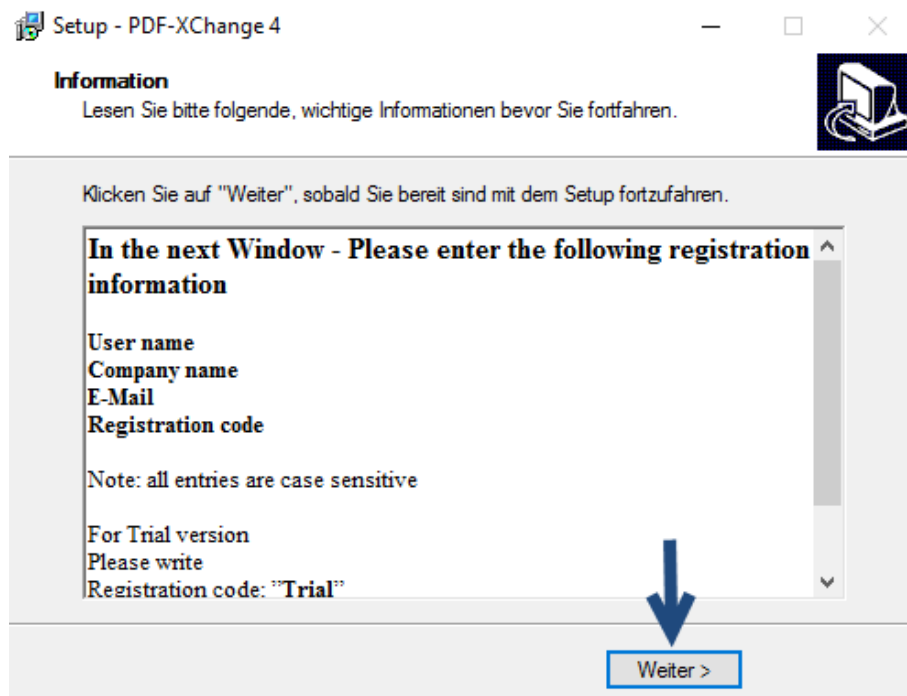 Setup - PDF-XChange 4
Information
Lesen Sie bitte folgende, wichtige Informationen bevor Sie fortfahren.
Klicken Sie auf "Weiter", sobald Sie bereit sind mit dem Setup fortzufahren.
In the next Window - Please enter the following registration
information
User name
Company name
E-Mail
Registration code
Note: all entries are case sensitive
For Trial version
Please write
Registration code: ”Trial”
Weiter >